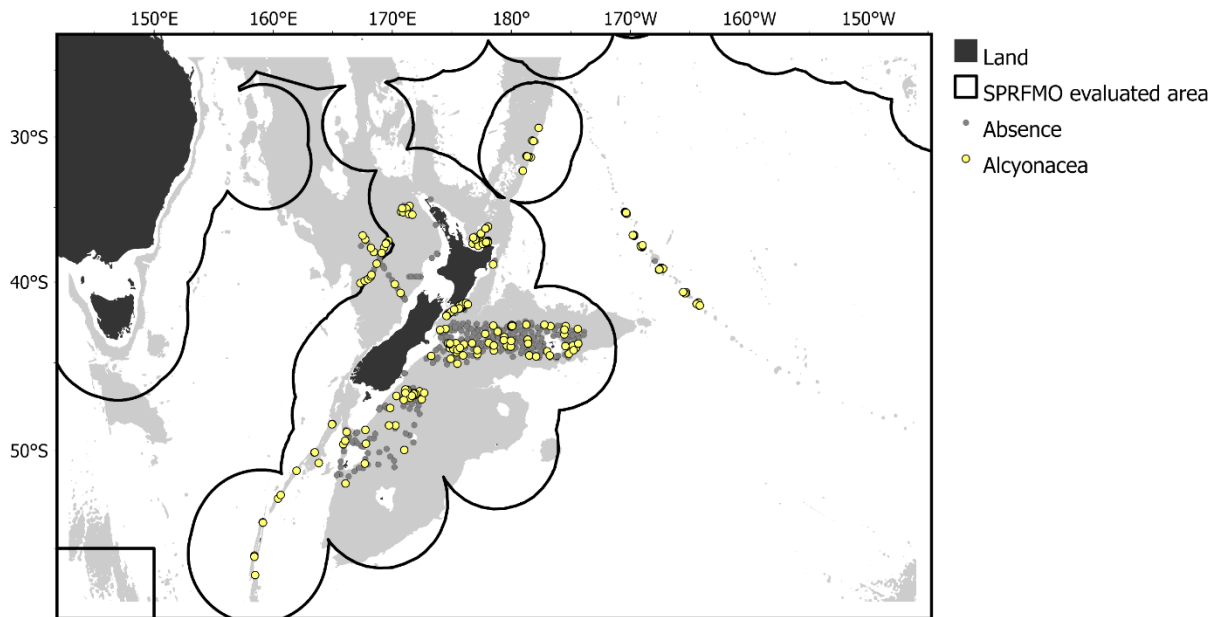 150°E 160°E 170°E 180° 170°W 160°W 150°W
30°S
40°S
50°S
Land
SPRFMO evaluated area
Absence
Alcyonacea